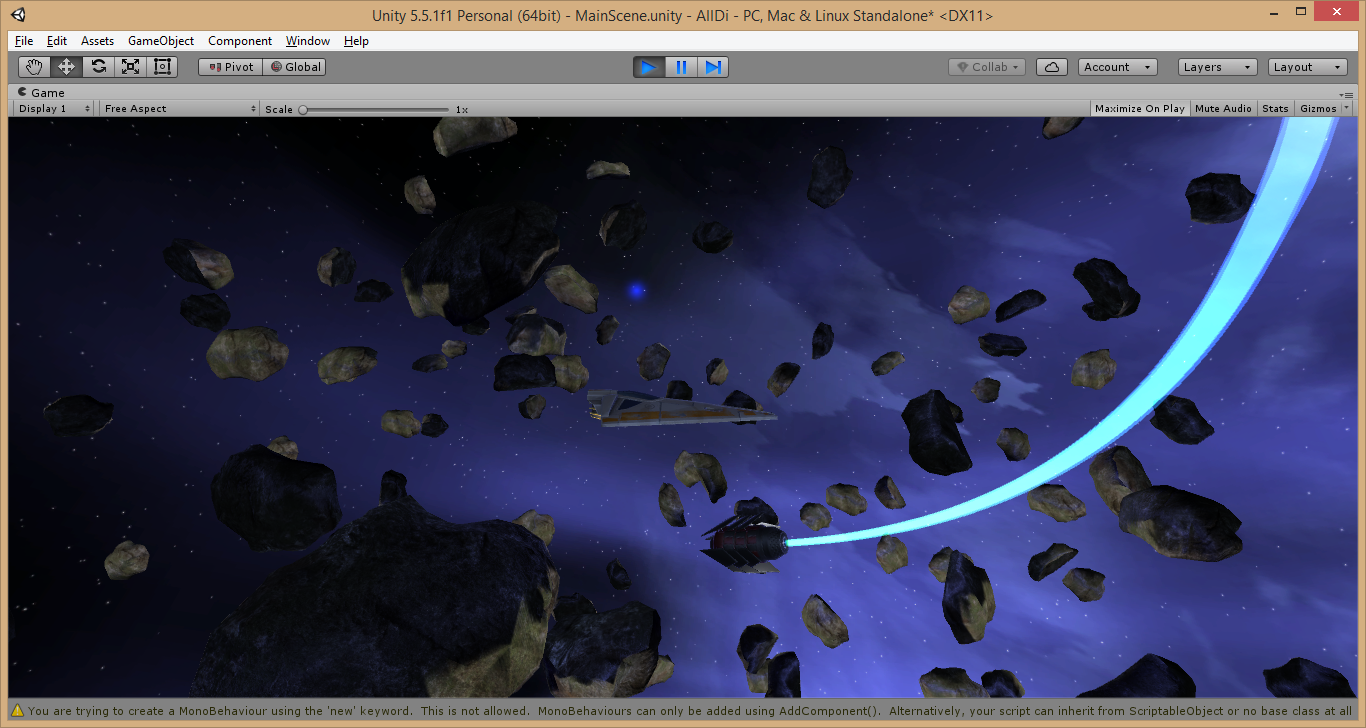 Unity 5.5.1f1 Personal (64bit) - MainScene.unity - AllDi - PC, Mac & Linux Standalone* <DX11>
File Edit Assets GameObject Component Window Help
Pivot Global Collab Account Layers Layout
Game
Display 1 Free Aspect Scale 1x Maximize On Play Mute Audio Stats Gizmos
You are trying to create a MonoBehaviour using the 'new' keyword.  This is not allowed.  MonoBehaviours can only be added using AddComponent().  Alternatively, your script can inherit from ScriptableObject or no base class at all